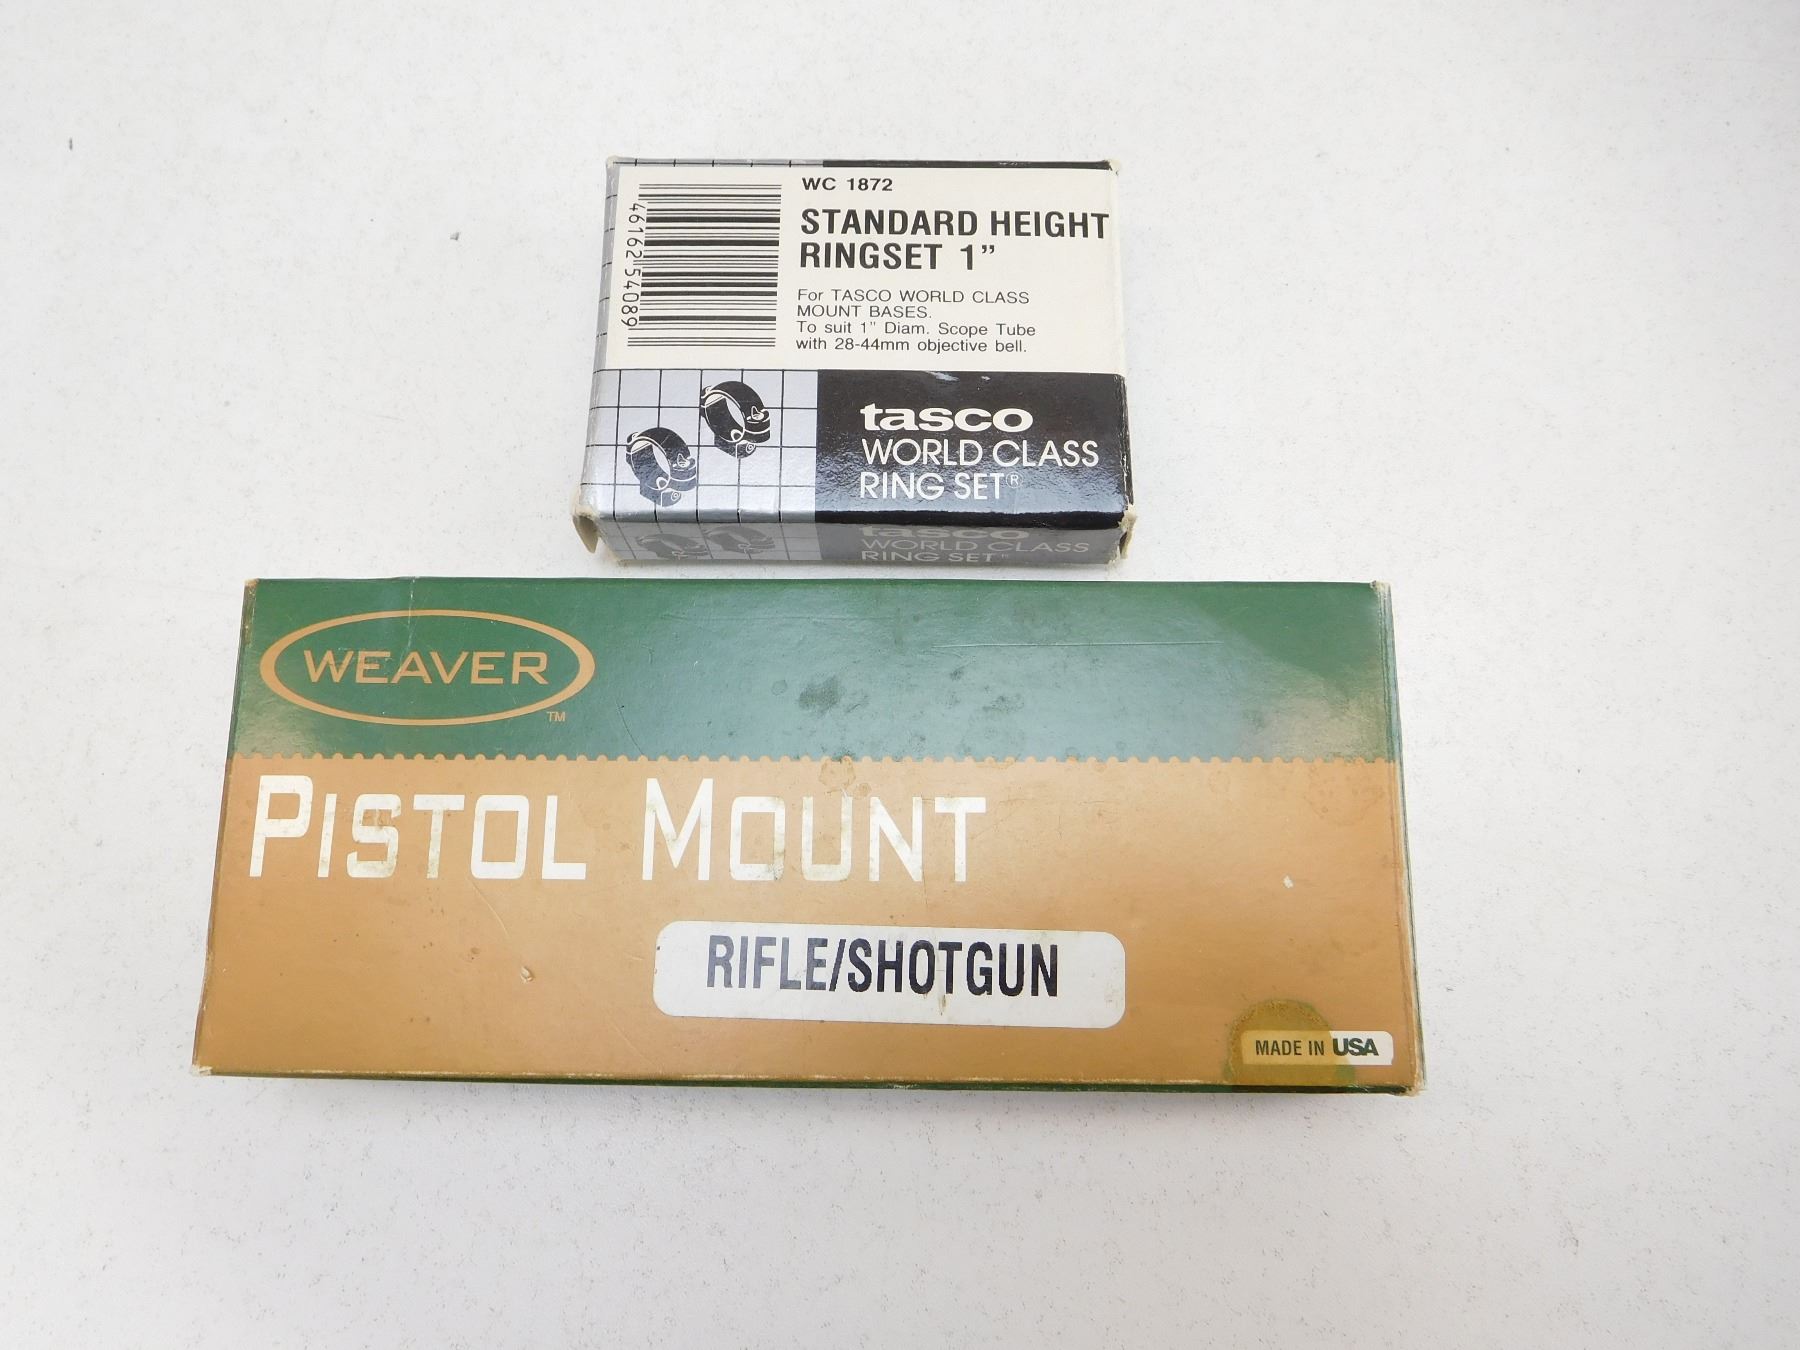 WC 1872
STANDARD HEIGHT
RINGSET 1”
For TASCO WORLD CLASS
MOUNT BASES.
To suit 1” Diam. Scope Tube
with 28-44mm objective bell.
46162 54089
tasco
WORLD CLASS
RING SET(R)
tasco
WORLD CLASS
RING SET
WEAVER
TM
PISTOL MOUNT
RIFLE/SHOTGUN
MADE IN USA